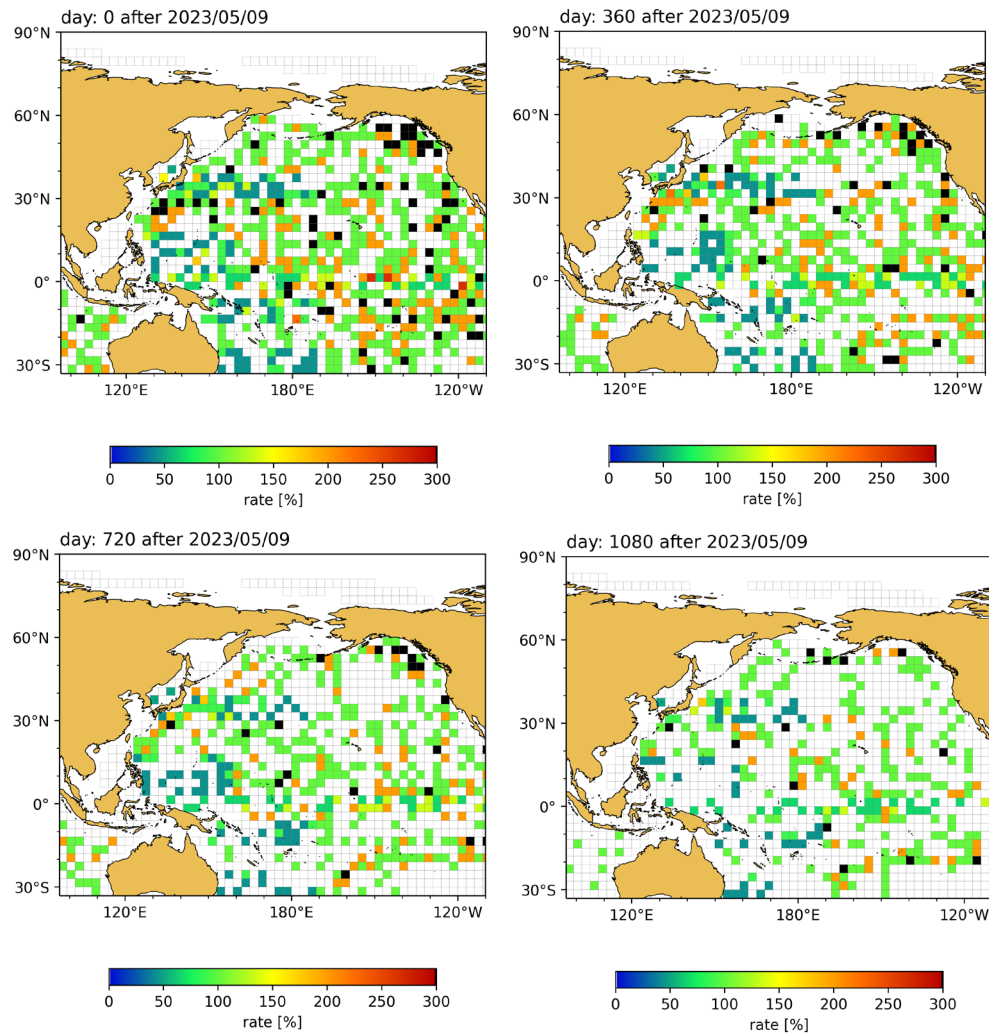 day: 0 after 2023/05/09
90°N
60°N
30°N
0°
30°S
120°E
180°E
120°W
0
50
100
150
200
250
300
rate [%]
day: 360 after 2023/05/09
90°N
60°N
30°N
0°
30°S
120°E
180°E
120°W
0
50
100
150
200
250
300
rate [%]
day: 720 after 2023/05/09
90°N
60°N
30°N
0°
30°S
120°E
180°E
120°W
0
50
100
150
200
250
300
rate [%]
day: 1080 after 2023/05/09
90°N
60°N
30°N
0°
30°S
120°E
180°E
120°W
0
50
100
150
200
250
300
rate [%]